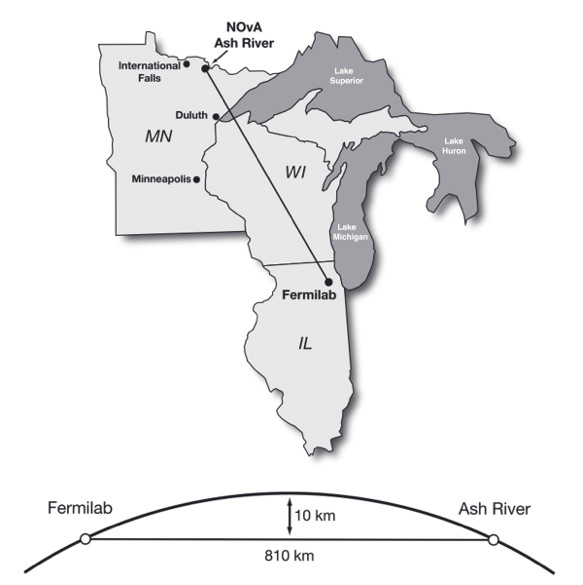 NOvA
Ash River
International
Falls
Lake
Superior
Duluth
MN
Lake
Huron
WI
Minneapolis
Lake
Michigan
Fermilab
IL
Fermilab
Ash River
10 km
810 km